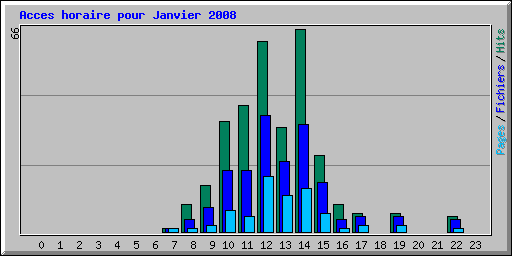 Acces horaire pour Janvier 2008
66
Pages / Fichiers / Hits
0 1 2 3 4 5 6 7 8 9 10 11 12 13 14 15 16 17 18 19 20 21 22 23